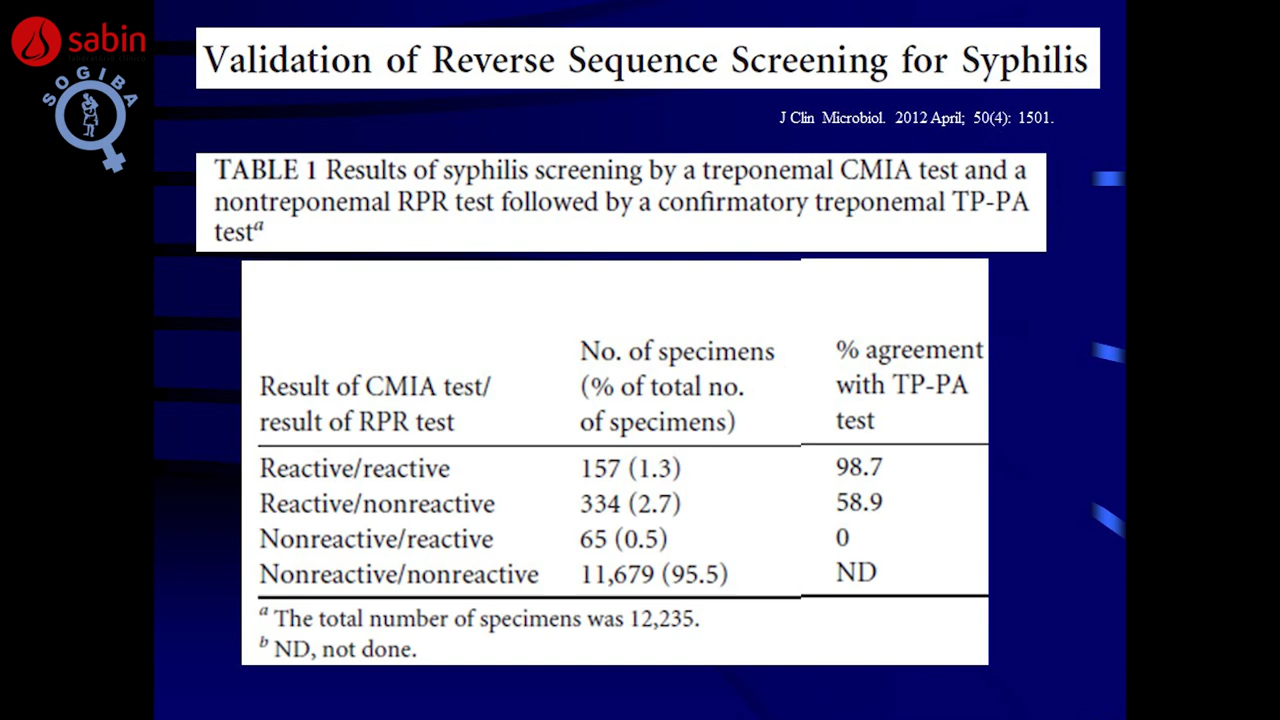 sabin
SOGIBA
Validation of Reverse Sequence Screening for Syphilis
J Clin Microbiol. 2012 April; 50(4): 1501.
TABLE 1 Results of syphilis screening by a treponemal CMIA test and a
nontreponemal RPR test followed by a confirmatory treponemal TP-PA
testᵃ
Result of CMIA test/
result of RPR test
No. of specimens
(% of total no.
of specimens)
% agreement
with TP-PA
test
Reactive/reactive 157 (1.3) 98.7
Reactive/nonreactive 334 (2.7) 58.9
Nonreactive/reactive 65 (0.5) 0
Nonreactive/nonreactive 11,679 (95.5) ND
ᵃ The total number of specimens was 12,235.
ᵇ ND, not done.